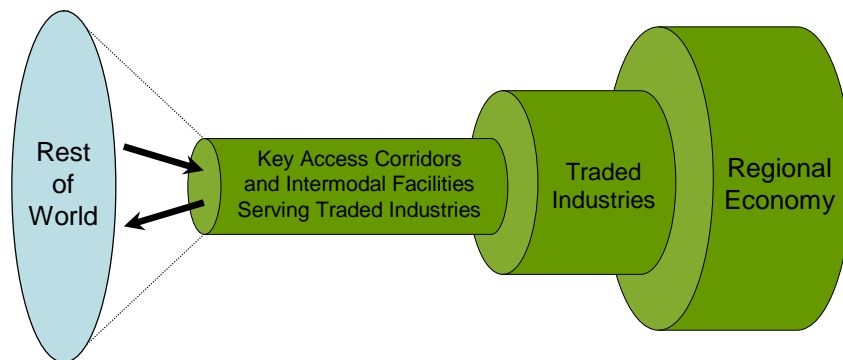 Rest
of
World
Key Access Corridors
and Intermodal Facilities
Serving Traded Industries
Traded
Industries
Regional
Economy